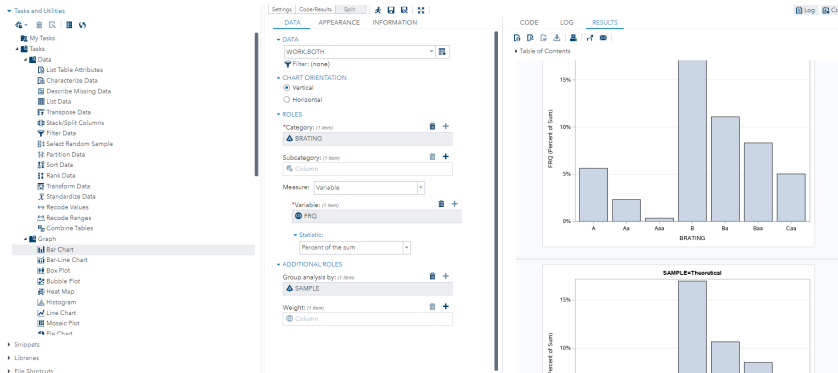 Tasks and Utilities
My Tasks
Tasks
Data
List Table Attributes
Characterize Data
Describe Missing Data
List Data
Transpose Data
Stack/Split Columns
Filter Data
Select Random Sample
Partition Data
Sort Data
Rank Data
Transform Data
Standardize Data
Recode Values
Recode Ranges
Combine Tables
Graph
Bar Chart
Bar-Line Chart
Box Plot
Bubble Plot
Heat Map
Histogram
Line Chart
Mosaic Plot
Pie Chart
Snippets
Libraries
File Shortcuts
Settings Code/Results Split
DATA APPEARANCE INFORMATION
DATA
WORK.BOTH
Filter: (none)
CHART ORIENTATION
Vertical
Horizontal
ROLES
*Category: (1 item)
BRATING
Subcategory: (1 item)
Column
Measure: Variable
*Variable: (1 item)
FRQ
Statistic:
Percent of the sum
ADDITIONAL ROLES
Group analysis by: (1 item)
SAMPLE
Weight: (1 item)
Column
Log
CODE LOG RESULTS
Table of Contents
FRQ (Percent of Sum)
15%
10%
5%
0%
A Aa Aaa B Ba Baa Caa
BRATING
SAMPLE=Theoretical
15%
10%